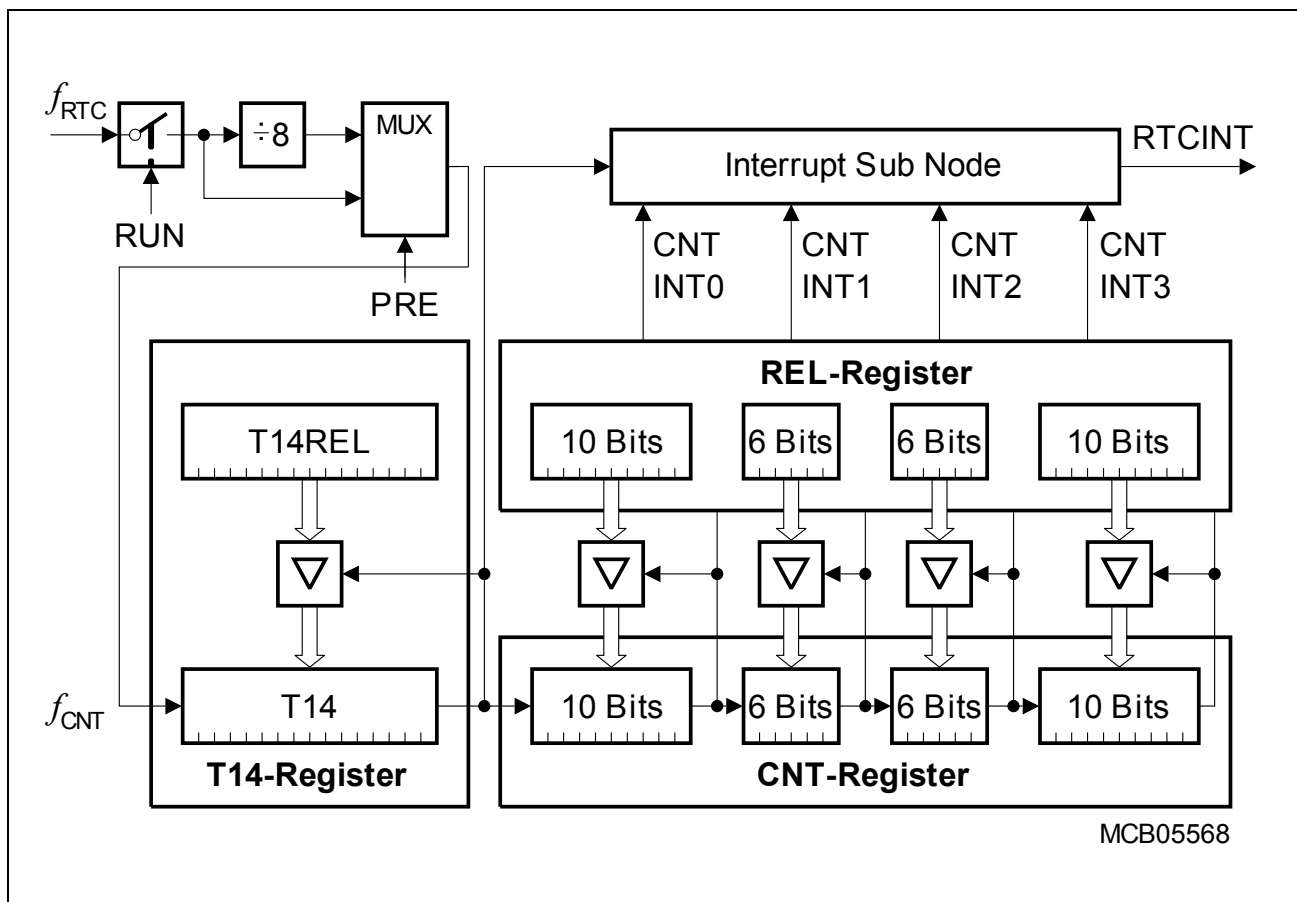 fRTC
÷8
MUX
RUN
PRE
Interrupt Sub Node
RTCINT
CNT
INT0
CNT
INT1
CNT
INT2
CNT
INT3
REL-Register
T14REL
10 Bits
6 Bits
6 Bits
10 Bits
fCNT
T14
10 Bits
6 Bits
6 Bits
10 Bits
T14-Register
CNT-Register
MCB05568